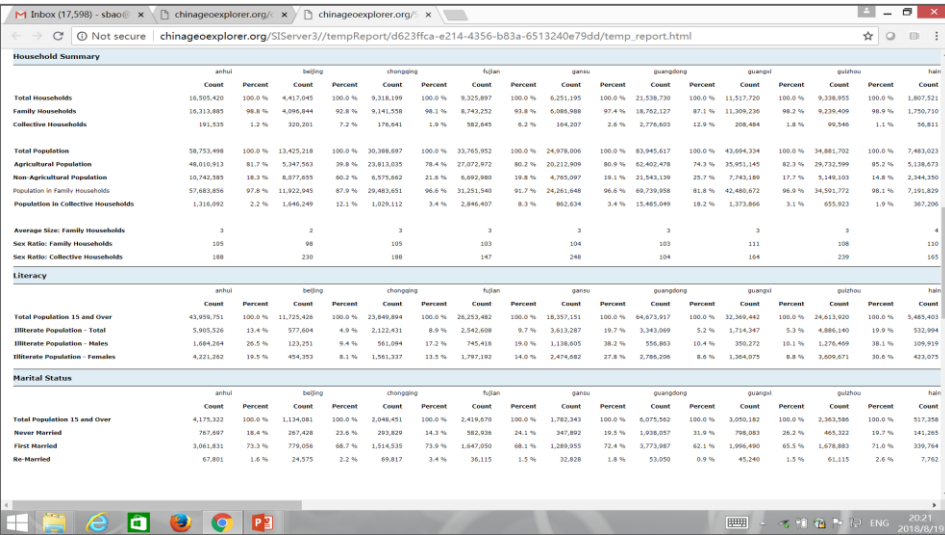 Inbox (17,598) - sbao@ × chinageoexplorer.org/ × chinageoexplorer.org/ ×
Not secure chinageoexplorer.org/SIServer3//tempReport/d623ffca-e214-4356-b83a-6513240e79dd/temp_report.html
Household Summary
anhui beijing chongqing fujian gansu guangdong guangxi guizhou hain
Count Percent Count Percent Count Percent Count Percent Count Percent Count Percent Count Percent Count Percent Count
Total Households 16,505,420 100.0 % 4,417,045 100.0 % 9,318,199 100.0 % 9,325,897 100.0 % 6,251,195 100.0 % 21,538,730 100.0 % 11,517,720 100.0 % 9,338,955 100.0 % 1,807,521
Family Households 16,313,885 98.8 % 4,096,844 92.8 % 9,141,558 98.1 % 8,743,252 93.8 % 6,086,988 97.4 % 18,762,127 87.1 % 11,309,236 98.2 % 9,239,409 98.9 % 1,750,710
Collective Households 191,535 1.2 % 320,201 7.2 % 176,641 1.9 % 582,645 6.2 % 164,207 2.6 % 2,776,603 12.9 % 208,484 1.8 % 99,546 1.1 % 56,811
Total Population 58,753,498 100.0 % 13,425,218 100.0 % 30,388,697 100.0 % 33,765,952 100.0 % 24,978,006 100.0 % 83,945,617 100.0 % 43,694,334 100.0 % 34,881,702 100.0 % 7,483,023
Agricultural Population 48,010,913 81.7 % 5,347,563 39.8 % 23,813,035 78.4 % 27,072,972 80.2 % 20,212,909 80.9 % 62,402,478 74.3 % 35,951,145 82.3 % 29,732,599 85.2 % 5,138,673
Non-Agricultural Population 10,742,585 18.3 % 8,077,655 60.2 % 6,575,662 21.6 % 6,692,980 19.8 % 4,765,097 19.1 % 21,543,139 25.7 % 7,743,189 17.7 % 5,149,103 14.8 % 2,344,350
Population in Family Households 57,683,856 97.8 % 11,922,945 87.9 % 29,483,651 96.6 % 31,251,540 91.7 % 24,261,648 96.6 % 69,739,958 81.8 % 42,480,672 96.9 % 34,591,772 98.1 % 7,191,829
Population in Collective Households 1,316,092 2.2 % 1,646,249 12.1 % 1,029,112 3.4 % 2,846,407 8.3 % 862,634 3.4 % 15,485,049 18.2 % 1,373,866 3.1 % 655,923 1.9 % 367,206
Average Size: Family Households 3 2 3 3 3 3 3 3 4
Sex Ratio: Family Households 105 98 105 103 104 103 111 108 110
Sex Ratio: Collective Households 188 230 188 147 248 104 164 239 165
Literacy
anhui beijing chongqing fujian gansu guangdong guangxi guizhou hain
Count Percent Count Percent Count Percent Count Percent Count Percent Count Percent Count Percent Count Percent Count
Total Population 15 and Over 43,959,751 100.0 % 11,725,426 100.0 % 23,849,894 100.0 % 26,253,482 100.0 % 18,357,151 100.0 % 64,673,917 100.0 % 32,369,442 100.0 % 24,613,920 100.0 % 5,485,403
Illiterate Population - Total 5,905,526 13.4 % 577,604 4.9 % 2,122,431 8.9 % 2,542,608 9.7 % 3,613,287 19.7 % 3,343,069 5.2 % 1,714,347 5.3 % 4,886,140 19.9 % 532,994
Illiterate Population - Males 1,684,264 26.5 % 123,251 9.4 % 561,094 17.2 % 745,416 19.0 % 1,138,605 38.2 % 556,863 10.4 % 350,272 10.1 % 1,276,469 38.1 % 109,919
Illiterate Population - Females 4,221,262 19.5 % 454,353 8.1 % 1,561,337 13.5 % 1,797,192 14.0 % 2,474,682 27.8 % 2,786,206 8.6 % 1,364,075 8.8 % 3,609,671 30.6 % 423,075
Marital Status
anhui beijing chongqing fujian gansu guangdong guangxi guizhou hain
Count Percent Count Percent Count Percent Count Percent Count Percent Count Percent Count Percent Count Percent Count
Total Population 15 and Over 4,175,322 100.0 % 1,134,081 100.0 % 2,048,451 100.0 % 2,419,670 100.0 % 1,782,343 100.0 % 6,075,562 100.0 % 3,050,182 100.0 % 2,363,586 100.0 % 517,358
Never Married 767,697 18.4 % 267,428 23.6 % 293,829 14.3 % 582,936 24.1 % 347,892 19.5 % 1,938,057 31.9 % 798,083 26.2 % 465,322 19.7 % 141,265
First Married 3,061,831 73.3 % 779,056 68.7 % 1,514,535 73.9 % 1,647,050 68.1 % 1,289,955 72.4 % 3,773,987 62.1 % 1,996,490 65.5 % 1,678,883 71.0 % 339,764
Re-Married 67,801 1.6 % 24,575 2.2 % 69,817 3.4 % 36,115 1.5 % 32,828 1.8 % 53,050 0.9 % 45,240 1.5 % 61,115 2.6 % 7,762
ENG 20:21
2018/8/19